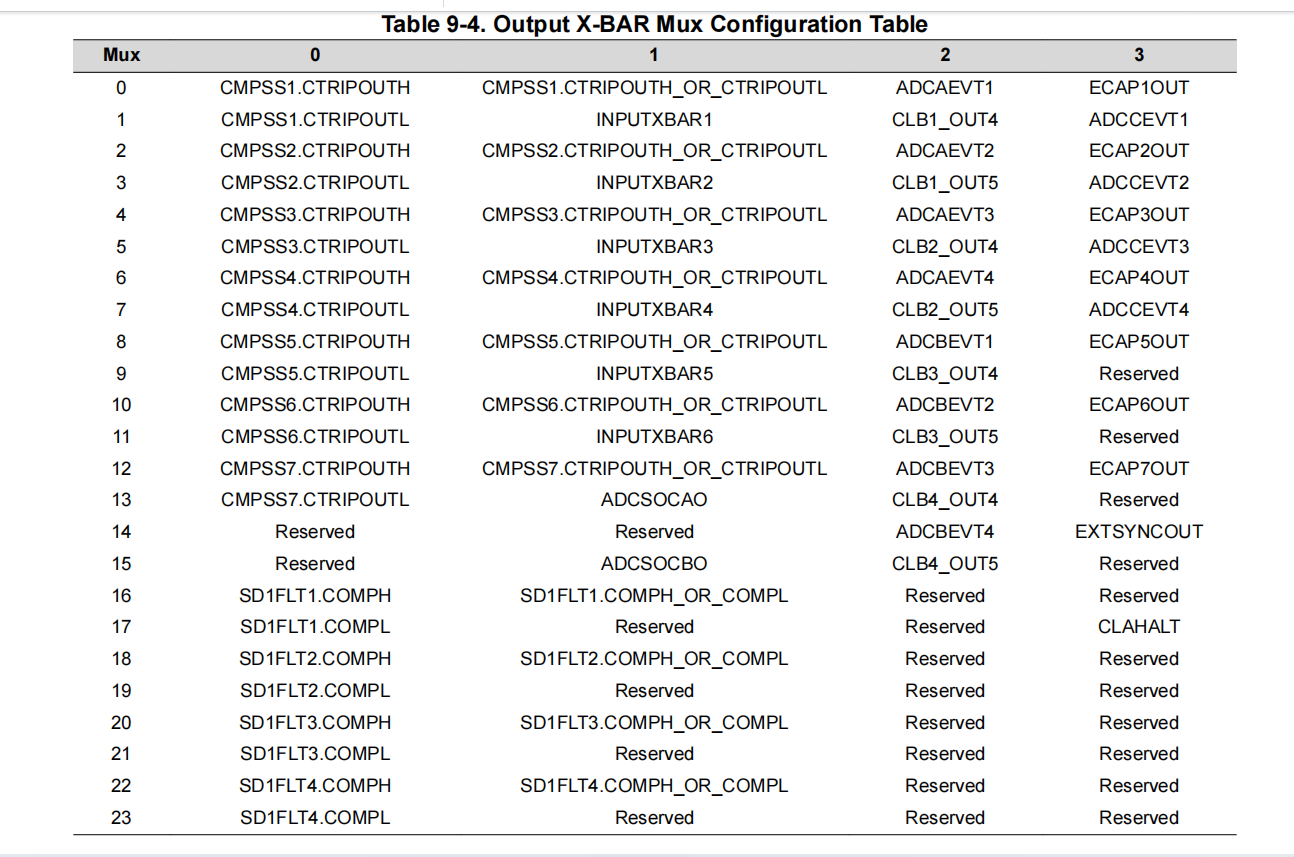 Table 9-4. Output X-BAR Mux Configuration Table
Mux 0 1 2 3
0 CMPSS1.CTRIPOUTH CMPSS1.CTRIPOUTH_OR_CTRIPOUTL ADCAEVT1 ECAP1OUT
1 CMPSS1.CTRIPOUTL INPUTXBAR1 CLB1_OUT4 ADCCEVT1
2 CMPSS2.CTRIPOUTH CMPSS2.CTRIPOUTH_OR_CTRIPOUTL ADCAEVT2 ECAP2OUT
3 CMPSS2.CTRIPOUTL INPUTXBAR2 CLB1_OUT5 ADCCEVT2
4 CMPSS3.CTRIPOUTH CMPSS3.CTRIPOUTH_OR_CTRIPOUTL ADCAEVT3 ECAP3OUT
5 CMPSS3.CTRIPOUTL INPUTXBAR3 CLB2_OUT4 ADCCEVT3
6 CMPSS4.CTRIPOUTH CMPSS4.CTRIPOUTH_OR_CTRIPOUTL ADCAEVT4 ECAP4OUT
7 CMPSS4.CTRIPOUTL INPUTXBAR4 CLB2_OUT5 ADCCEVT4
8 CMPSS5.CTRIPOUTH CMPSS5.CTRIPOUTH_OR_CTRIPOUTL ADCBEVT1 ECAP5OUT
9 CMPSS5.CTRIPOUTL INPUTXBAR5 CLB3_OUT4 Reserved
10 CMPSS6.CTRIPOUTH CMPSS6.CTRIPOUTH_OR_CTRIPOUTL ADCBEVT2 ECAP6OUT
11 CMPSS6.CTRIPOUTL INPUTXBAR6 CLB3_OUT5 Reserved
12 CMPSS7.CTRIPOUTH CMPSS7.CTRIPOUTH_OR_CTRIPOUTL ADCBEVT3 ECAP7OUT
13 CMPSS7.CTRIPOUTL ADCSOCAO CLB4_OUT4 Reserved
14 Reserved Reserved ADCBEVT4 EXTSYNCOUT
15 Reserved ADCSOCBO CLB4_OUT5 Reserved
16 SD1FLT1.COMPH SD1FLT1.COMPH_OR_COMPL Reserved Reserved
17 SD1FLT1.COMPL Reserved Reserved CLAHALT
18 SD1FLT2.COMPH SD1FLT2.COMPH_OR_COMPL Reserved Reserved
19 SD1FLT2.COMPL Reserved Reserved Reserved
20 SD1FLT3.COMPH SD1FLT3.COMPH_OR_COMPL Reserved Reserved
21 SD1FLT3.COMPL Reserved Reserved Reserved
22 SD1FLT4.COMPH SD1FLT4.COMPH_OR_COMPL Reserved Reserved
23 SD1FLT4.COMPL Reserved Reserved Reserved